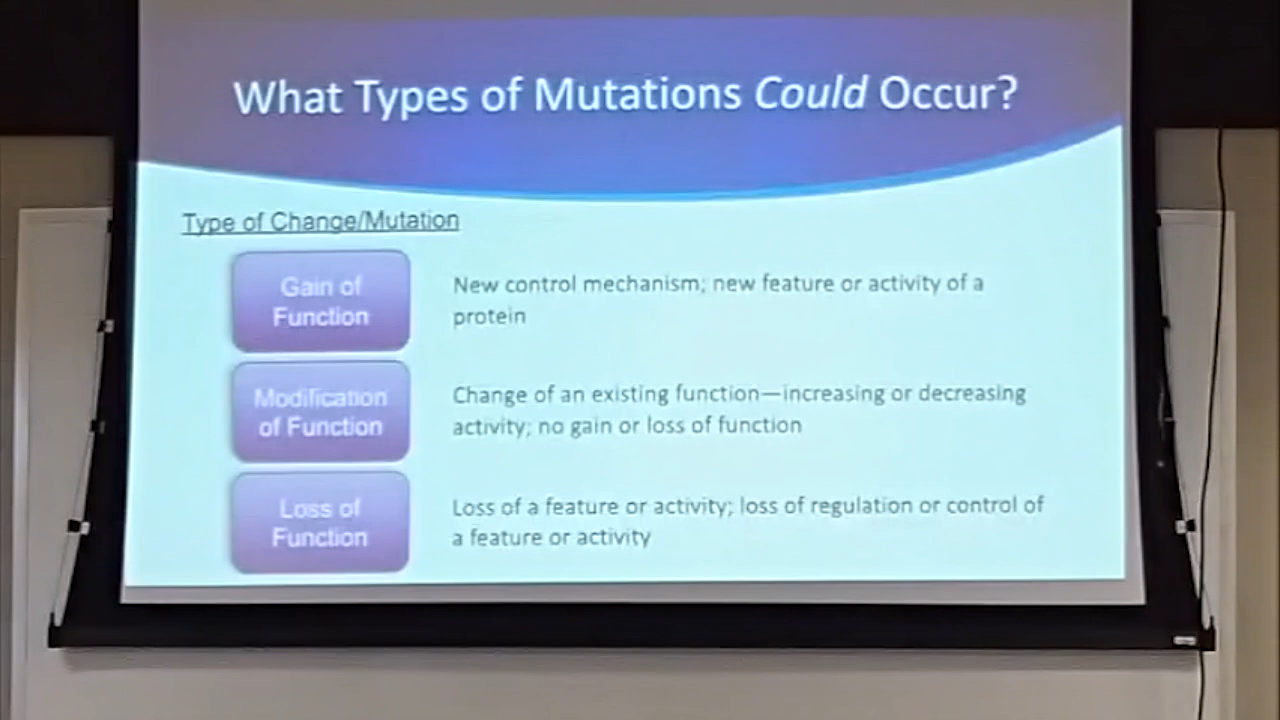 What Types of Mutations Could Occur?
Type of Change/Mutation
Gain of
Function
New control mechanism; new feature or activity of a
protein
Modification
of Function
Change of an existing function—increasing or decreasing
activity; no gain or loss of function
Loss of
Function
Loss of a feature or activity; loss of regulation or control of
a feature or activity